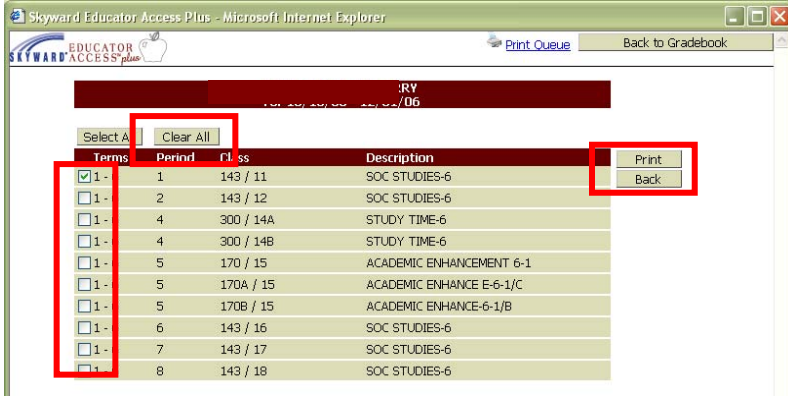 Skyward Educator Access Plus - Microsoft Internet Explorer
EDUCATOR
SKYWARD ACCESS plus
Print Queue Back to Gradebook
Select Clear All
Terms Period Class Description
Print
1 - 1 143 / 11 SOC STUDIES-6
Back
1 - 2 143 / 12 SOC STUDIES-6
1 - 4 300 / 14A STUDY TIME-6
1 - 4 300 / 14B STUDY TIME-6
1 - 5 170 / 15 ACADEMIC ENHANCEMENT 6-1
1 - 5 170A / 15 ACADEMIC ENHANCE E-6-1/C
1 - 5 170B / 15 ACADEMIC ENHANCE-6-1/B
1 - 6 143 / 16 SOC STUDIES-6
1 - 7 143 / 17 SOC STUDIES-6
1 - 8 143 / 18 SOC STUDIES-6